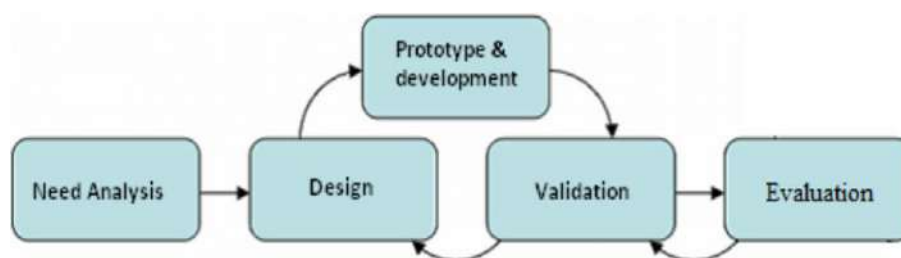 Prototype &
development
Need Analysis
Design
Validation
Evaluation